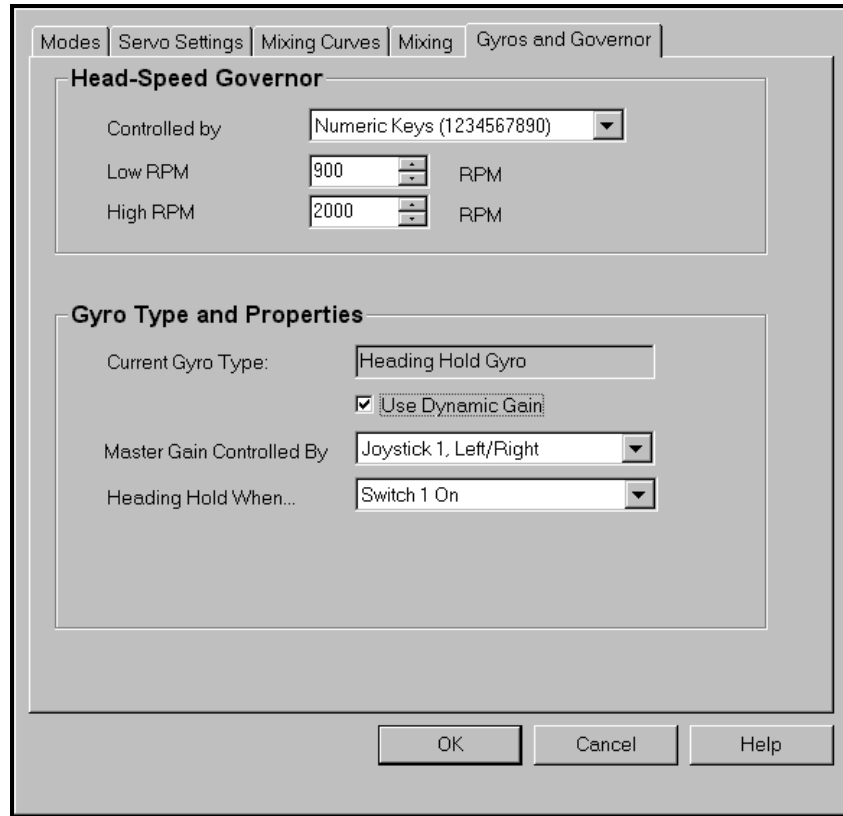 Modes Servo Settings Mixing Curves Mixing Gyros and Governor
Head-Speed Governor
Controlled by Numeric Keys (1234567890)
Low RPM 900 RPM
High RPM 2000 RPM
Gyro Type and Properties
Current Gyro Type: Heading Hold Gyro
Use Dynamic Gain
Master Gain Controlled By Joystick 1, Left/Right
Heading Hold When... Switch 1 On
OK Cancel Help